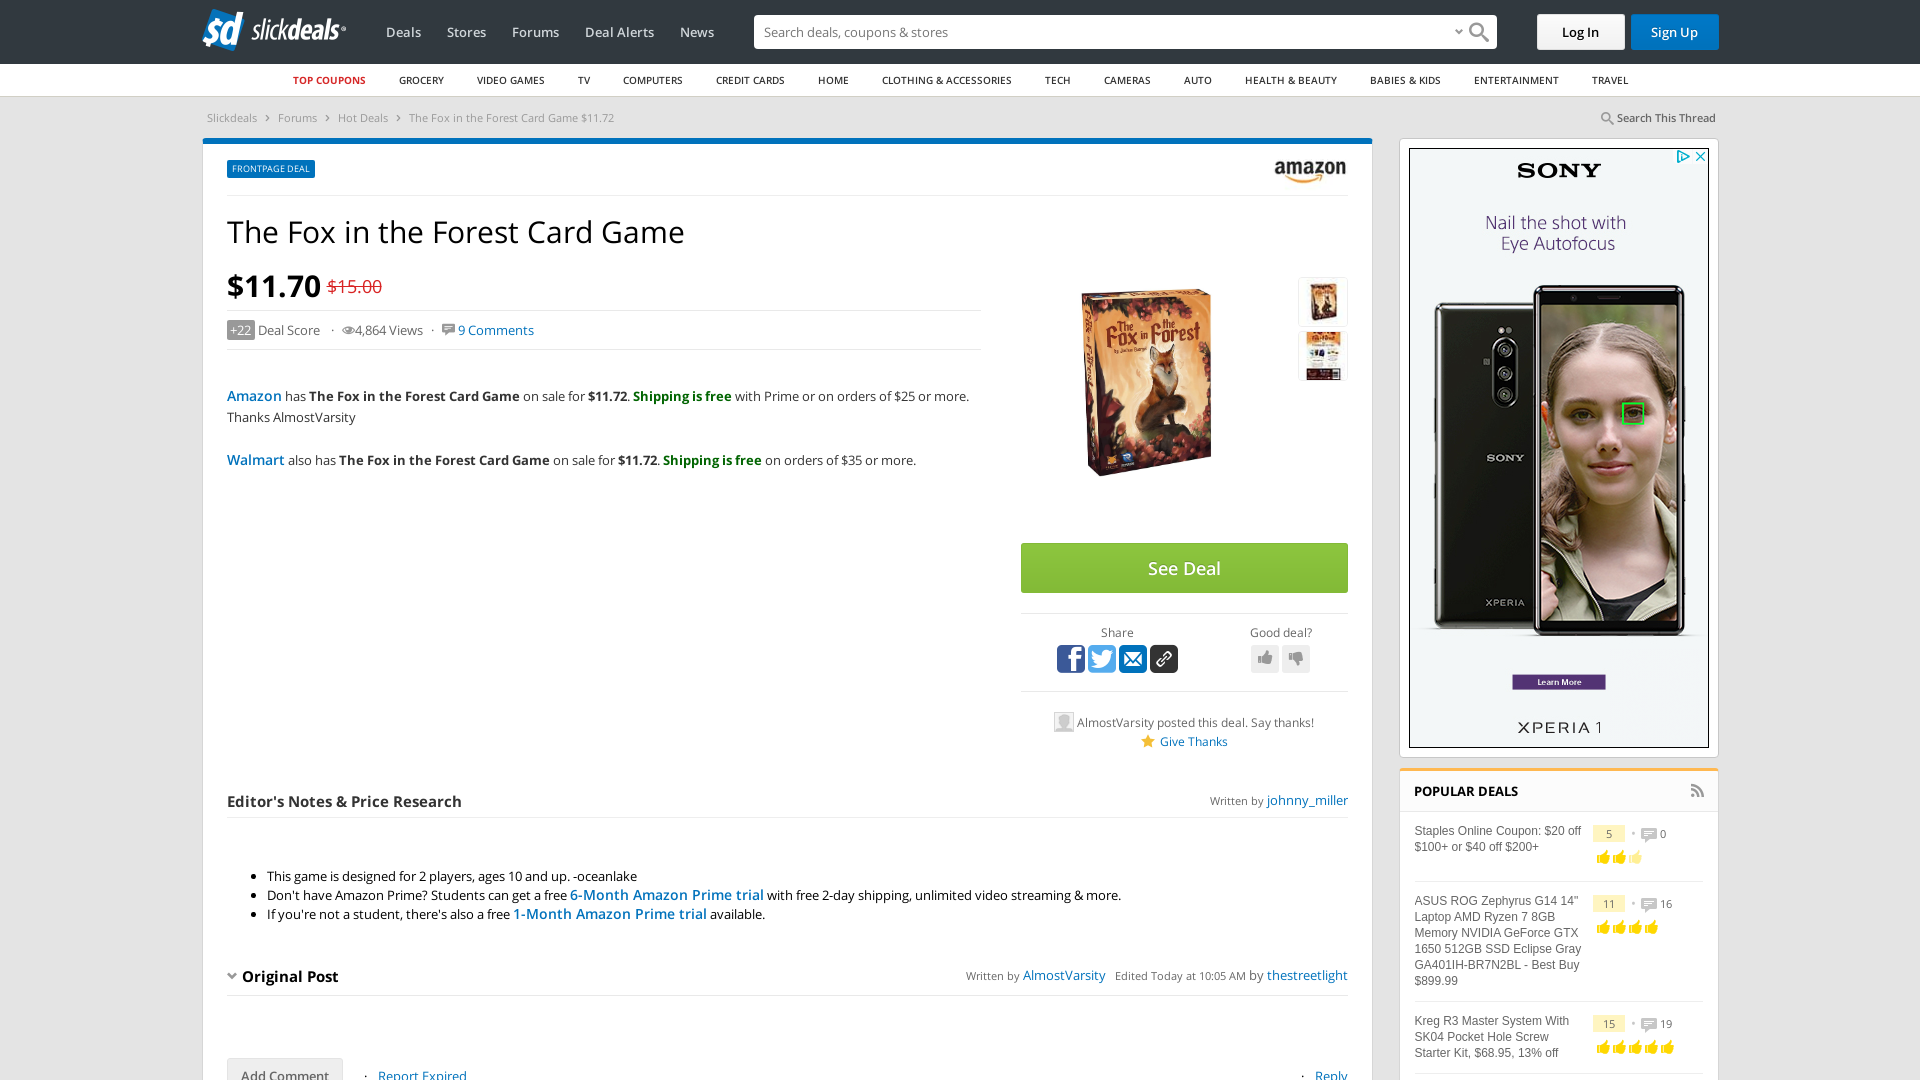 sd slickdeals
Deals
Stores
Forums
Deal Alerts
News
Search deals, coupons & stores
Log In
Sign Up
TOP COUPONS
GROCERY
VIDEO GAMES
TV
COMPUTERS
CREDIT CARDS
HOME
CLOTHING & ACCESSORIES
TECH
CAMERAS
AUTO
HEALTH & BEAUTY
BABIES & KIDS
ENTERTAINMENT
TRAVEL
Slickdeals > Forums > Hot Deals > The Fox in the Forest Card Game $11.72
Search This Thread
FRONTPAGE DEAL
amazon
The Fox in the Forest Card Game
$11.70 $15.00
+22 Deal Score · 4,864 Views · 9 Comments
Amazon has The Fox in the Forest Card Game on sale for $11.72. Shipping is free with Prime or on orders of $25 or more.
Thanks AlmostVarsity
Walmart also has The Fox in the Forest Card Game on sale for $11.72. Shipping is free on orders of $35 or more.
The
Fox in the
Forest
See Deal
Share
Good deal?
AlmostVarsity posted this deal. Say thanks!
Give Thanks
Editor's Notes & Price Research
Written by johnny_miller
• This game is designed for 2 players, ages 10 and up. -oceanlake
• Don't have Amazon Prime? Students can get a free 6-Month Amazon Prime trial with free 2-day shipping, unlimited video streaming & more.
• If you're not a student, there's also a free 1-Month Amazon Prime trial available.
Original Post
Written by AlmostVarsity Edited Today at 10:05 AM by thestreetlight
Add Comment · Report Expired
· Reply
SONY
Nail the shot with
Eye Autofocus
SONY
XPERIA
Learn More
XPERIA 1
POPULAR DEALS
Staples Online Coupon: $20 off
$100+ or $40 off $200+
5 • 0
ASUS ROG Zephyrus G14 14"
Laptop AMD Ryzen 7 8GB
Memory NVIDIA GeForce GTX
1650 512GB SSD Eclipse Gray
GA401IH-BR7N2BL - Best Buy
$899.99
11 • 16
Kreg R3 Master System With
SK04 Pocket Hole Screw
Starter Kit, $68.95, 13% off
15 • 19